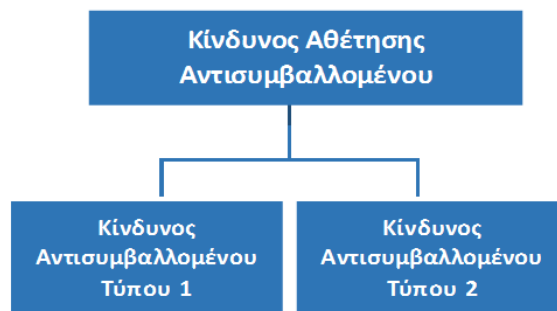 Κίνδυνος Αθέτησης
Αντισυμβαλλομένου
Κίνδυνος
Αντισυμβαλλομένου
Τύπου 1
Κίνδυνος
Αντισυμβαλλομένου
Τύπου 2